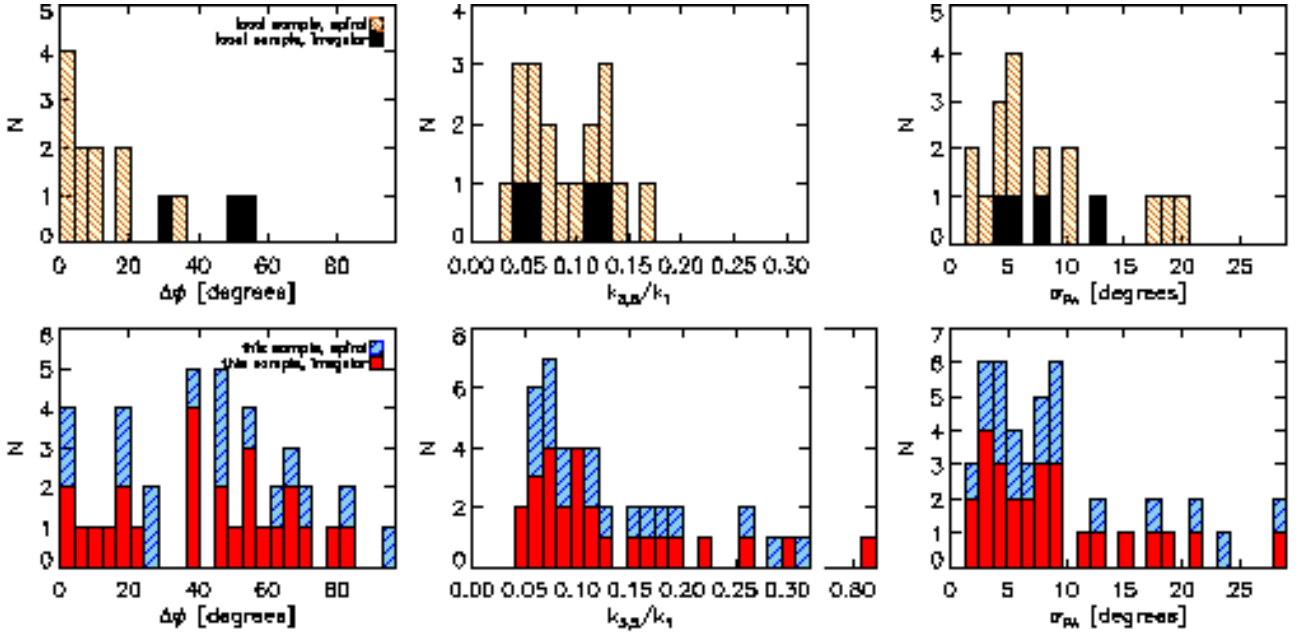 5
4
3
2
1
0
N
local sample, spiral
local sample, irregular
0 20 40 60 80
Δφ [degrees]
4
3
2
1
0
N
0.00 0.05 0.10 0.15 0.20 0.25 0.30
k3,5/k1
5
4
3
2
1
0
N
0 5 10 15 20 25
σPA [degrees]
6
5
4
3
2
1
0
N
this sample, spiral
this sample, irregular
0 20 40 60 80
Δφ [degrees]
8
6
4
2
0
N
0.00 0.05 0.10 0.15 0.20 0.25 0.30 0.80
k3,5/k1
7
6
5
4
3
2
1
0
N
0 5 10 15 20 25
σPA [degrees]